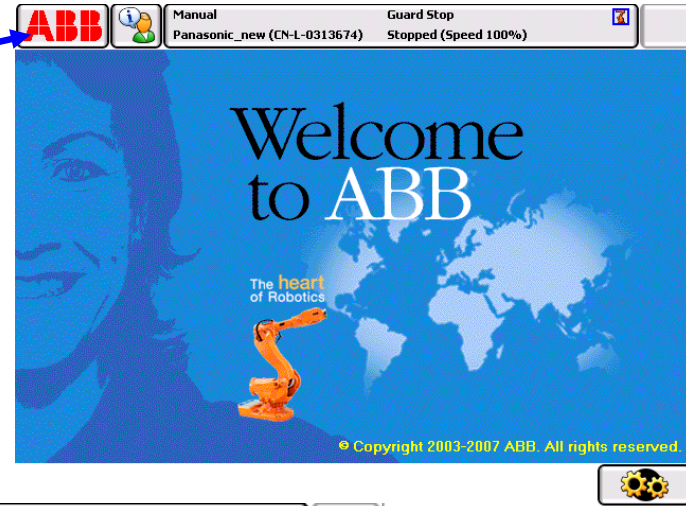 ABB
Manual
Panasonic_new (CN-L-0313674)
Guard Stop
Stopped (Speed 100%)
Welcome
to ABB
The heart
of Robotics
© Copyright 2003-2007 ABB. All rights reserved.